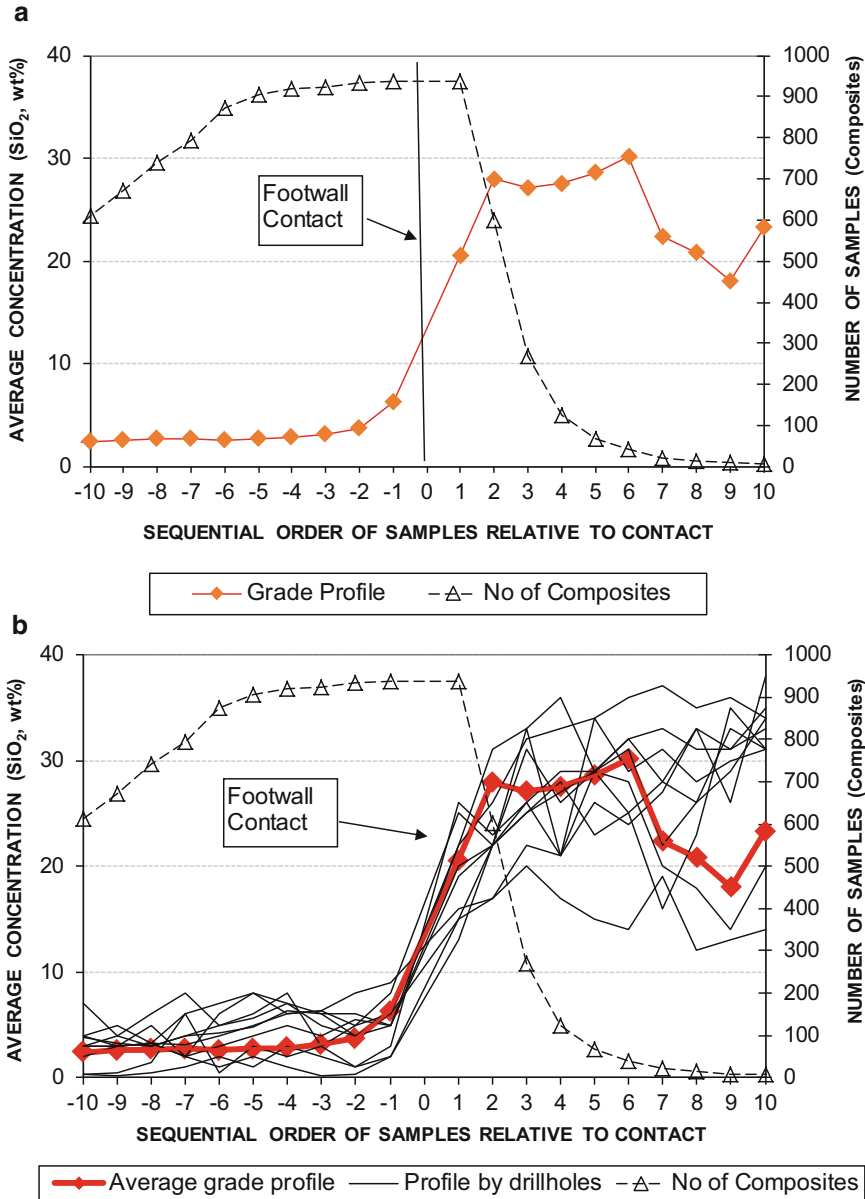 a
AVERAGE CONCENTRATION (SiO₂, wt%)
40
30
20
10
0
Footwall
Contact
1000
900
800
700
600
500
400
300
200
100
0
NUMBER OF SAMPLES (Composites)
-10 -9 -8 -7 -6 -5 -4 -3 -2 -1 0 1 2 3 4 5 6 7 8 9 10
SEQUENTIAL ORDER OF SAMPLES RELATIVE TO CONTACT
Grade Profile No of Composites
b
AVERAGE CONCENTRATION (SiO₂, wt%)
40
30
20
10
0
Footwall
Contact
1000
900
800
700
600
500
400
300
200
100
0
NUMBER OF SAMPLES (Composites)
-10 -9 -8 -7 -6 -5 -4 -3 -2 -1 0 1 2 3 4 5 6 7 8 9 10
SEQUENTIAL ORDER OF SAMPLES RELATIVE TO CONTACT
Average grade profile Profile by drillholes No of Composites